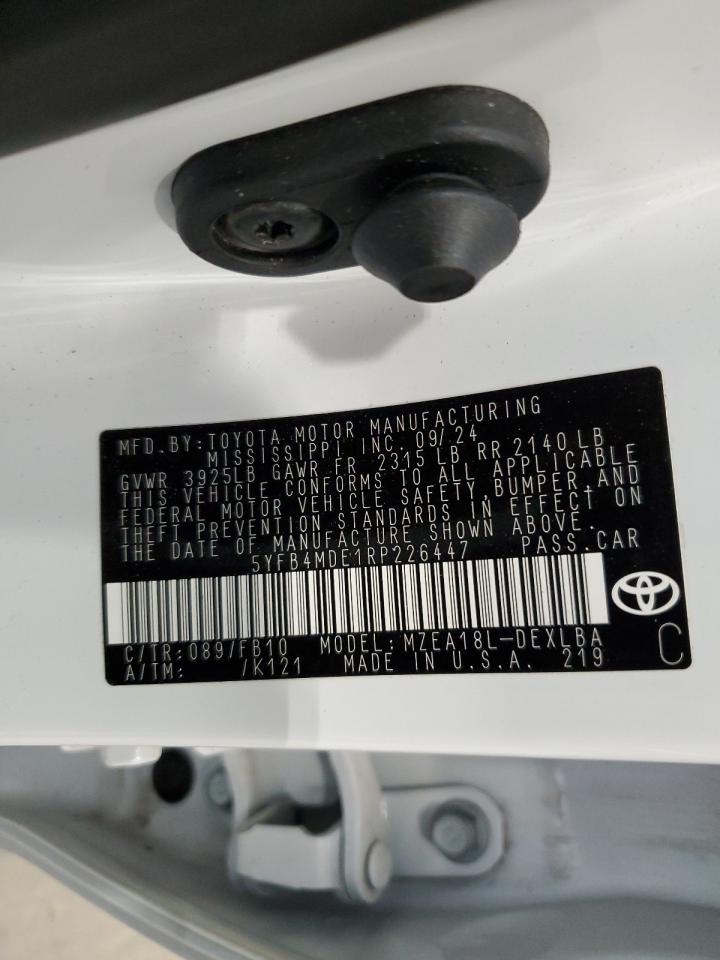 MFD. BY: TOYOTA MOTOR MANUFACTURING
MISSISSIPPI INC. 09/24
GVWR 3925LB GAWR FR 2315 LB RR 2140 LB
THIS VEHICLE CONFORMS TO ALL APPLICABLE
FEDERAL MOTOR VEHICLE SAFETY, BUMPER, AND
THEFT PREVENTION STANDARDS IN EFFECT ON
THE DATE OF MANUFACTURE SHOWN ABOVE.
5YFB4MDE1RP226447 PASS. CAR
C/TR: 089/FB10 MODEL: MZEA18L-DEXLBA
A/TM: /K121 MADE IN U.S.A. 219 C